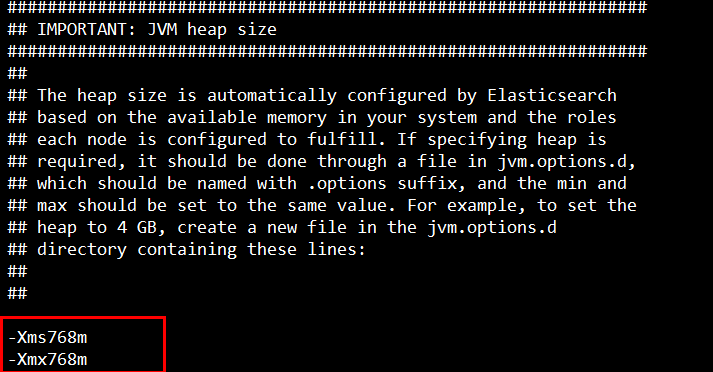 ################################################################
## IMPORTANT: JVM heap size
################################################################
##
## The heap size is automatically configured by Elasticsearch
## based on the available memory in your system and the roles
## each node is configured to fulfill. If specifying heap is
## required, it should be done through a file in jvm.options.d,
## which should be named with .options suffix, and the min and
## max should be set to the same value. For example, to set the
## heap to 4 GB, create a new file in the jvm.options.d
## directory containing these lines:
##
##
-Xms768m
-Xmx768m